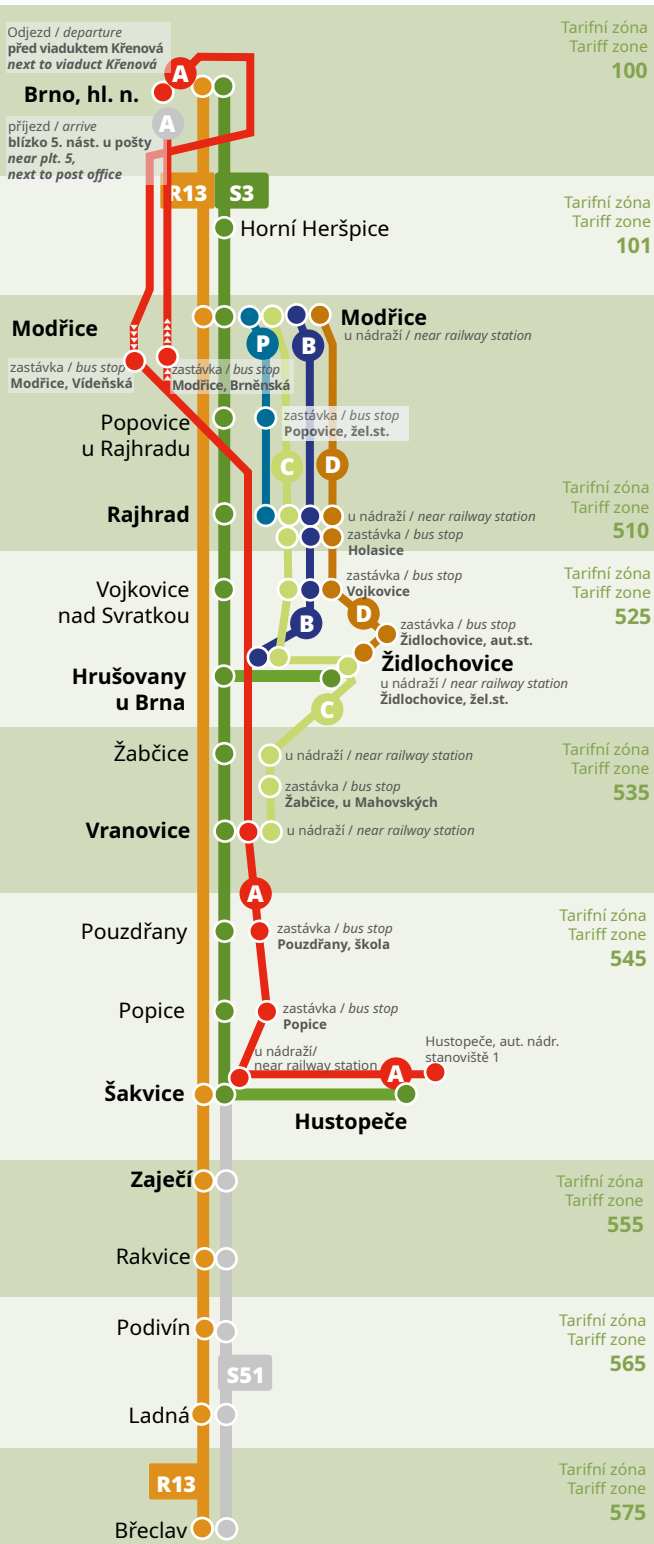 Odjezd / departure
před viaduktem Křenová
next to viaduct Křenová
Tarifní zóna
Tariff zone
100
A
Brno, hl. n.
A
příjezd / arrive
blízko 5. nást. u pošty
near plt. 5,
next to post office
R13
S3
Tarifní zóna
Tariff zone
101
Horní Heršpice
Modřice
Modřice
u nádraží / near railway station
P
B
zastávka / bus stop
Modřice, Vídeňská
zastávka / bus stop
Modřice, Brněnská
Popovice
u Rajhradu
zastávka / bus stop
Popovice, žel.st.
C
D
Tarifní zóna
Tariff zone
510
Rajhrad
u nádraží / near railway station
zastávka / bus stop
Holasice
Tarifní zóna
Tariff zone
525
Vojkovice
nad Svratkou
zastávka / bus stop
Vojkovice
D
B
zastávka / bus stop
Židlochovice, aut.st.
Židlochovice
u nádraží / near railway station
Židlochovice, žel.st.
Hrušovany
u Brna
C
Žabčice
u nádraží / near railway station
Tarifní zóna
Tariff zone
535
zastávka / bus stop
Žabčice, u Mahovských
Vranovice
u nádraží / near railway station
A
Tarifní zóna
Tariff zone
545
Pouzdřany
zastávka / bus stop
Pouzdřany, škola
Popice
zastávka / bus stop
Popice
u nádraží/
near railway station
A
Hustopeče, aut. nádr.
stanoviště 1
Šakvice
Hustopeče
Zaječí
Tarifní zóna
Tariff zone
555
Rakvice
Podivín
Tarifní zóna
Tariff zone
565
S51
Ladná
R13
Tarifní zóna
Tariff zone
575
Břeclav